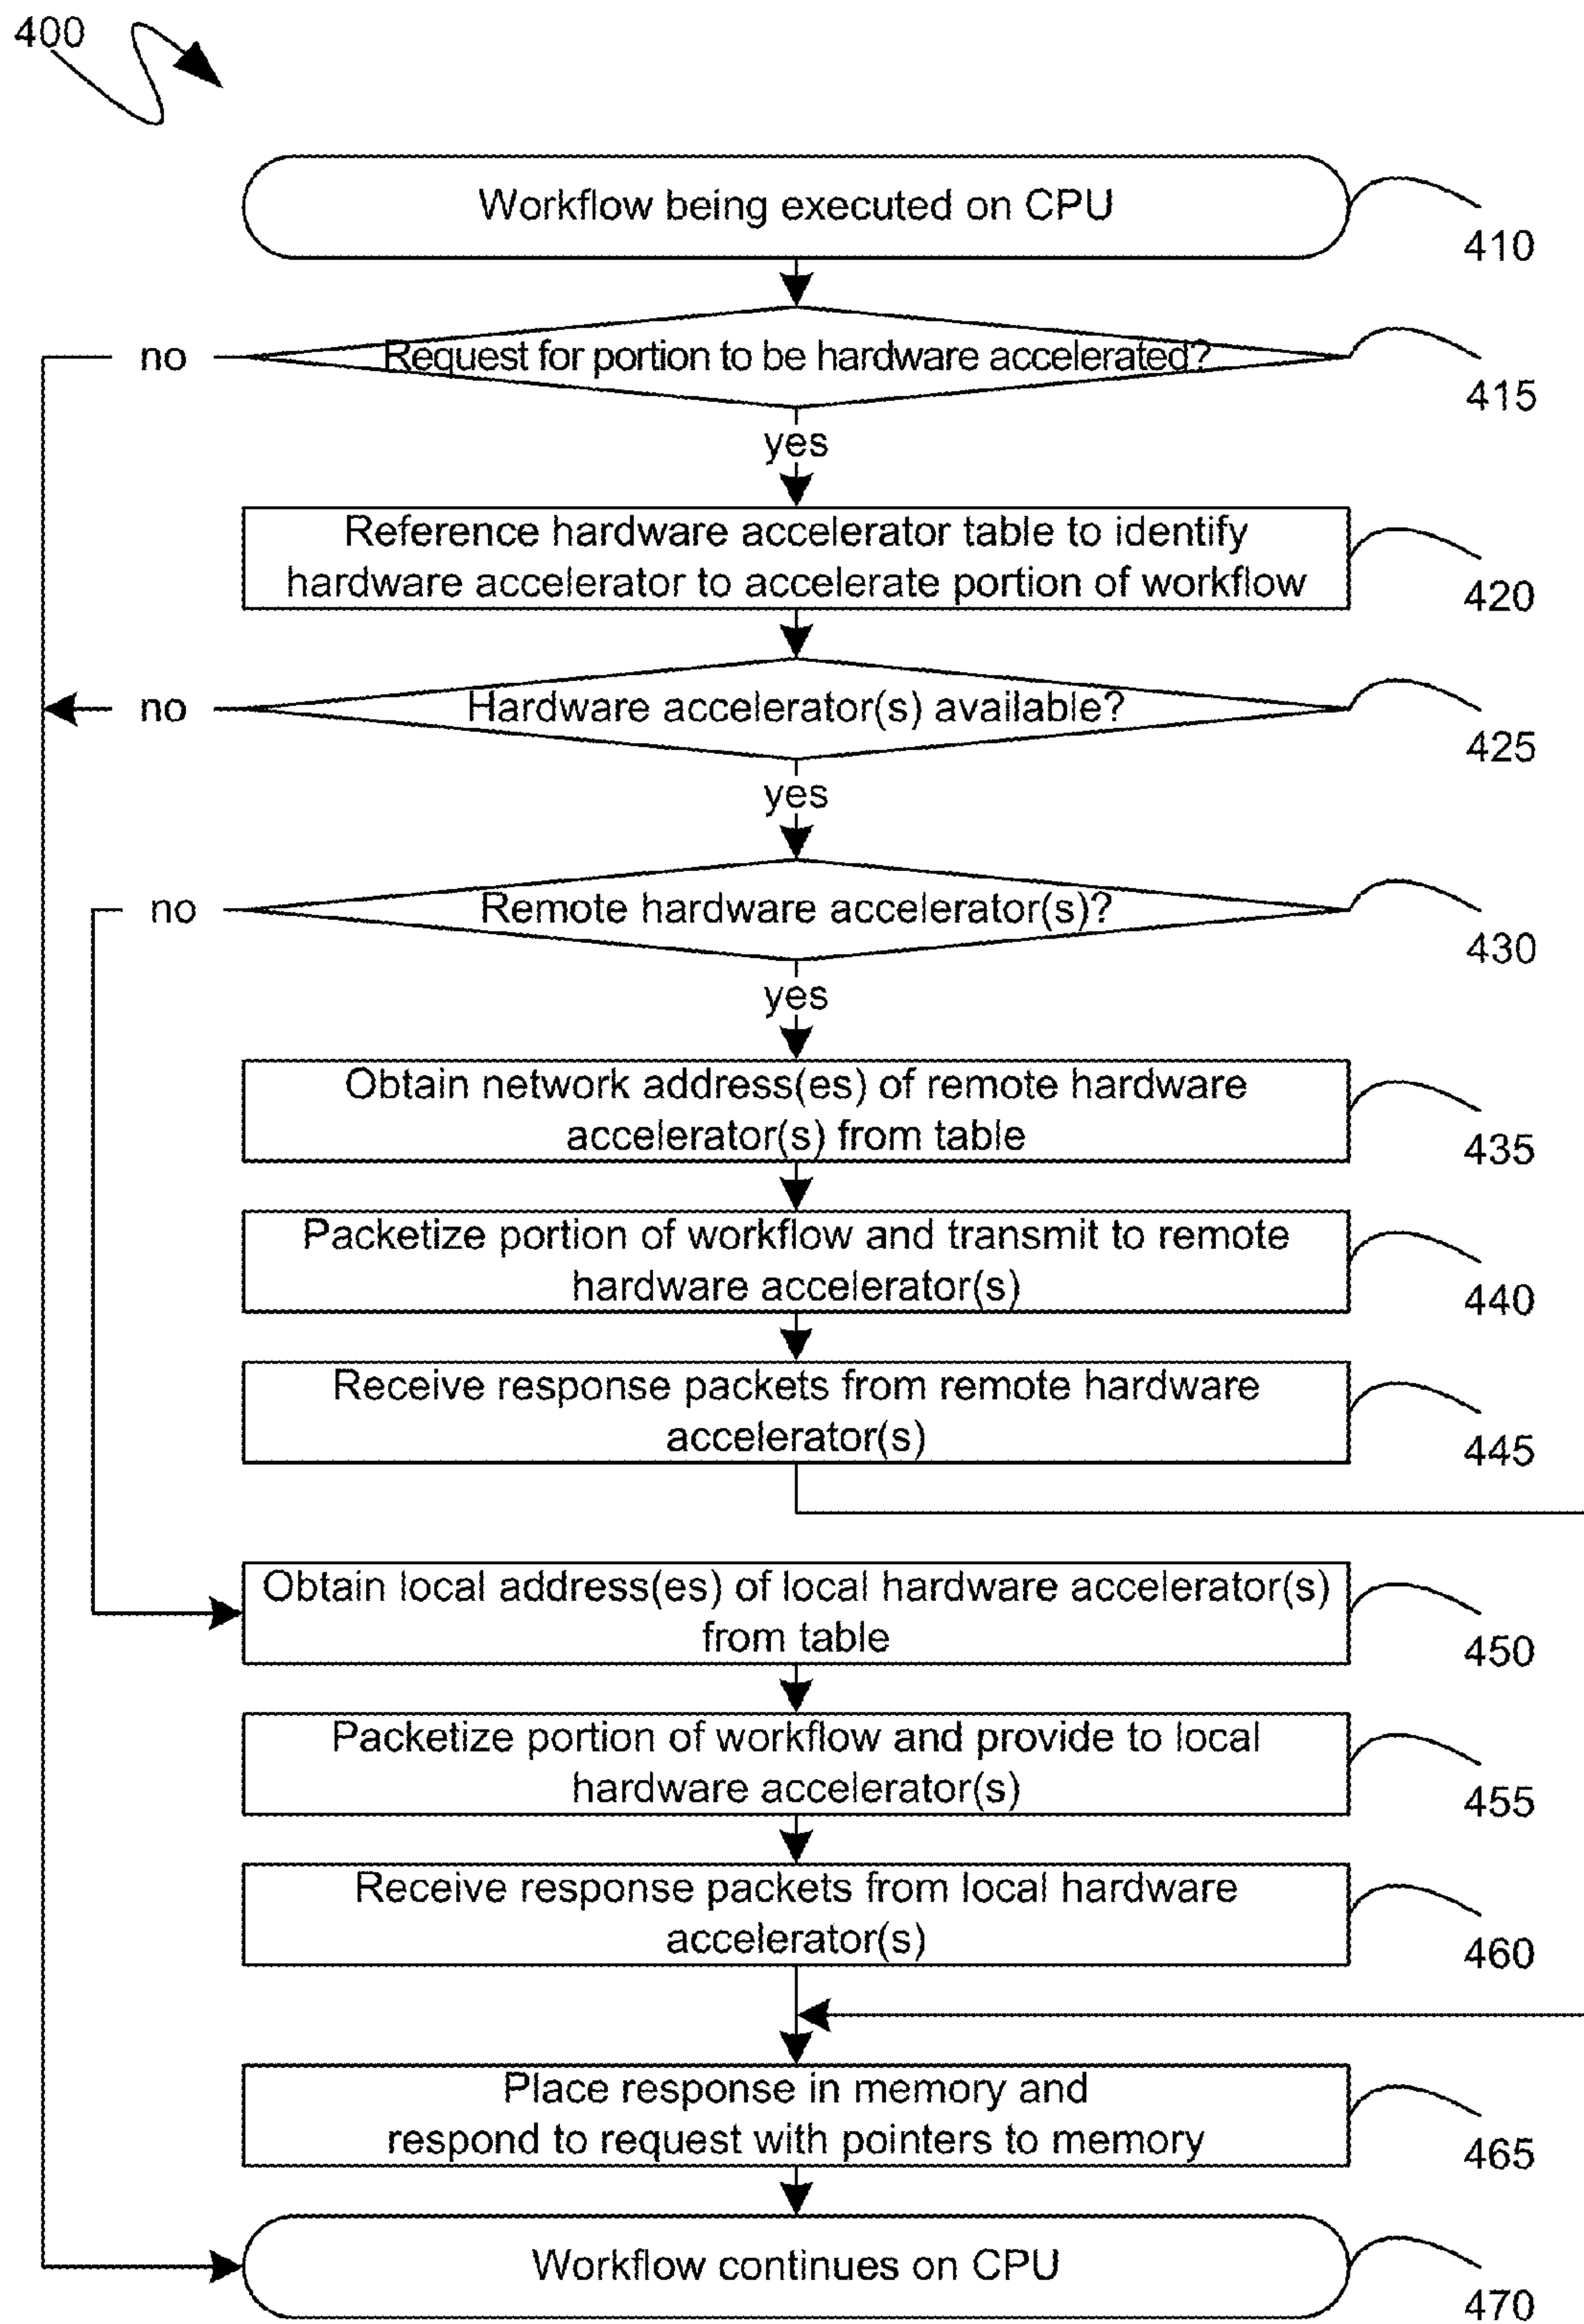 400
Workflow being executed on CPU
410
no
Request for portion to be hardware accelerated?
415
yes
Reference hardware accelerator table to identify
hardware accelerator to accelerate portion of workflow
420
no
Hardware accelerator(s) available?
425
yes
no
Remote hardware accelerator(s)?
430
yes
Obtain network address(es) of remote hardware
accelerator(s) from table
435
Packetize portion of workflow and transmit to remote
hardware accelerator(s)
440
Receive response packets from remote hardware
accelerator(s)
445
Obtain local address(es) of local hardware accelerator(s)
from table
450
Packetize portion of workflow and provide to local
hardware accelerator(s)
455
Receive response packets from local hardware
accelerator(s)
460
Place response in memory and
respond to request with pointers to memory
465
Workflow continues on CPU
470